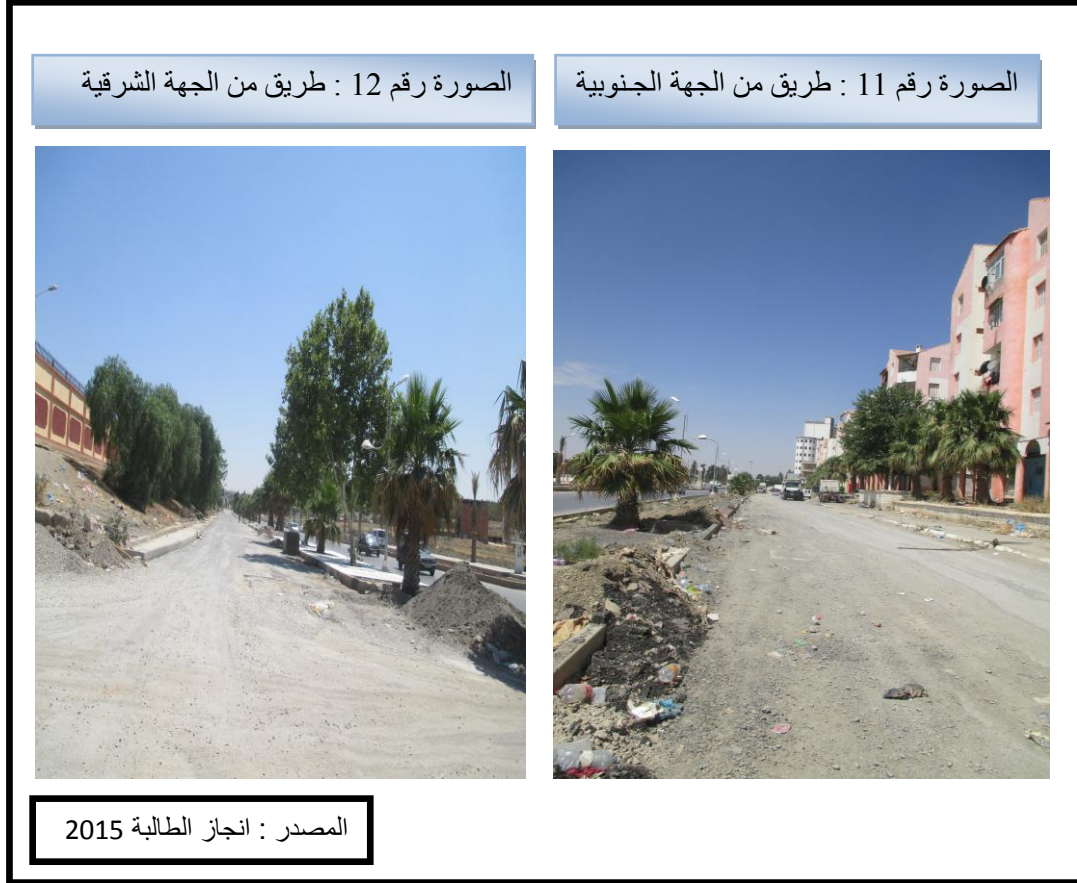 الصورة رقم 11 : طريق من الجهة الجنوبية
الصورة رقم 12 : طريق من الجهة الشرقية
المصدر : انجاز الطالبة 2015